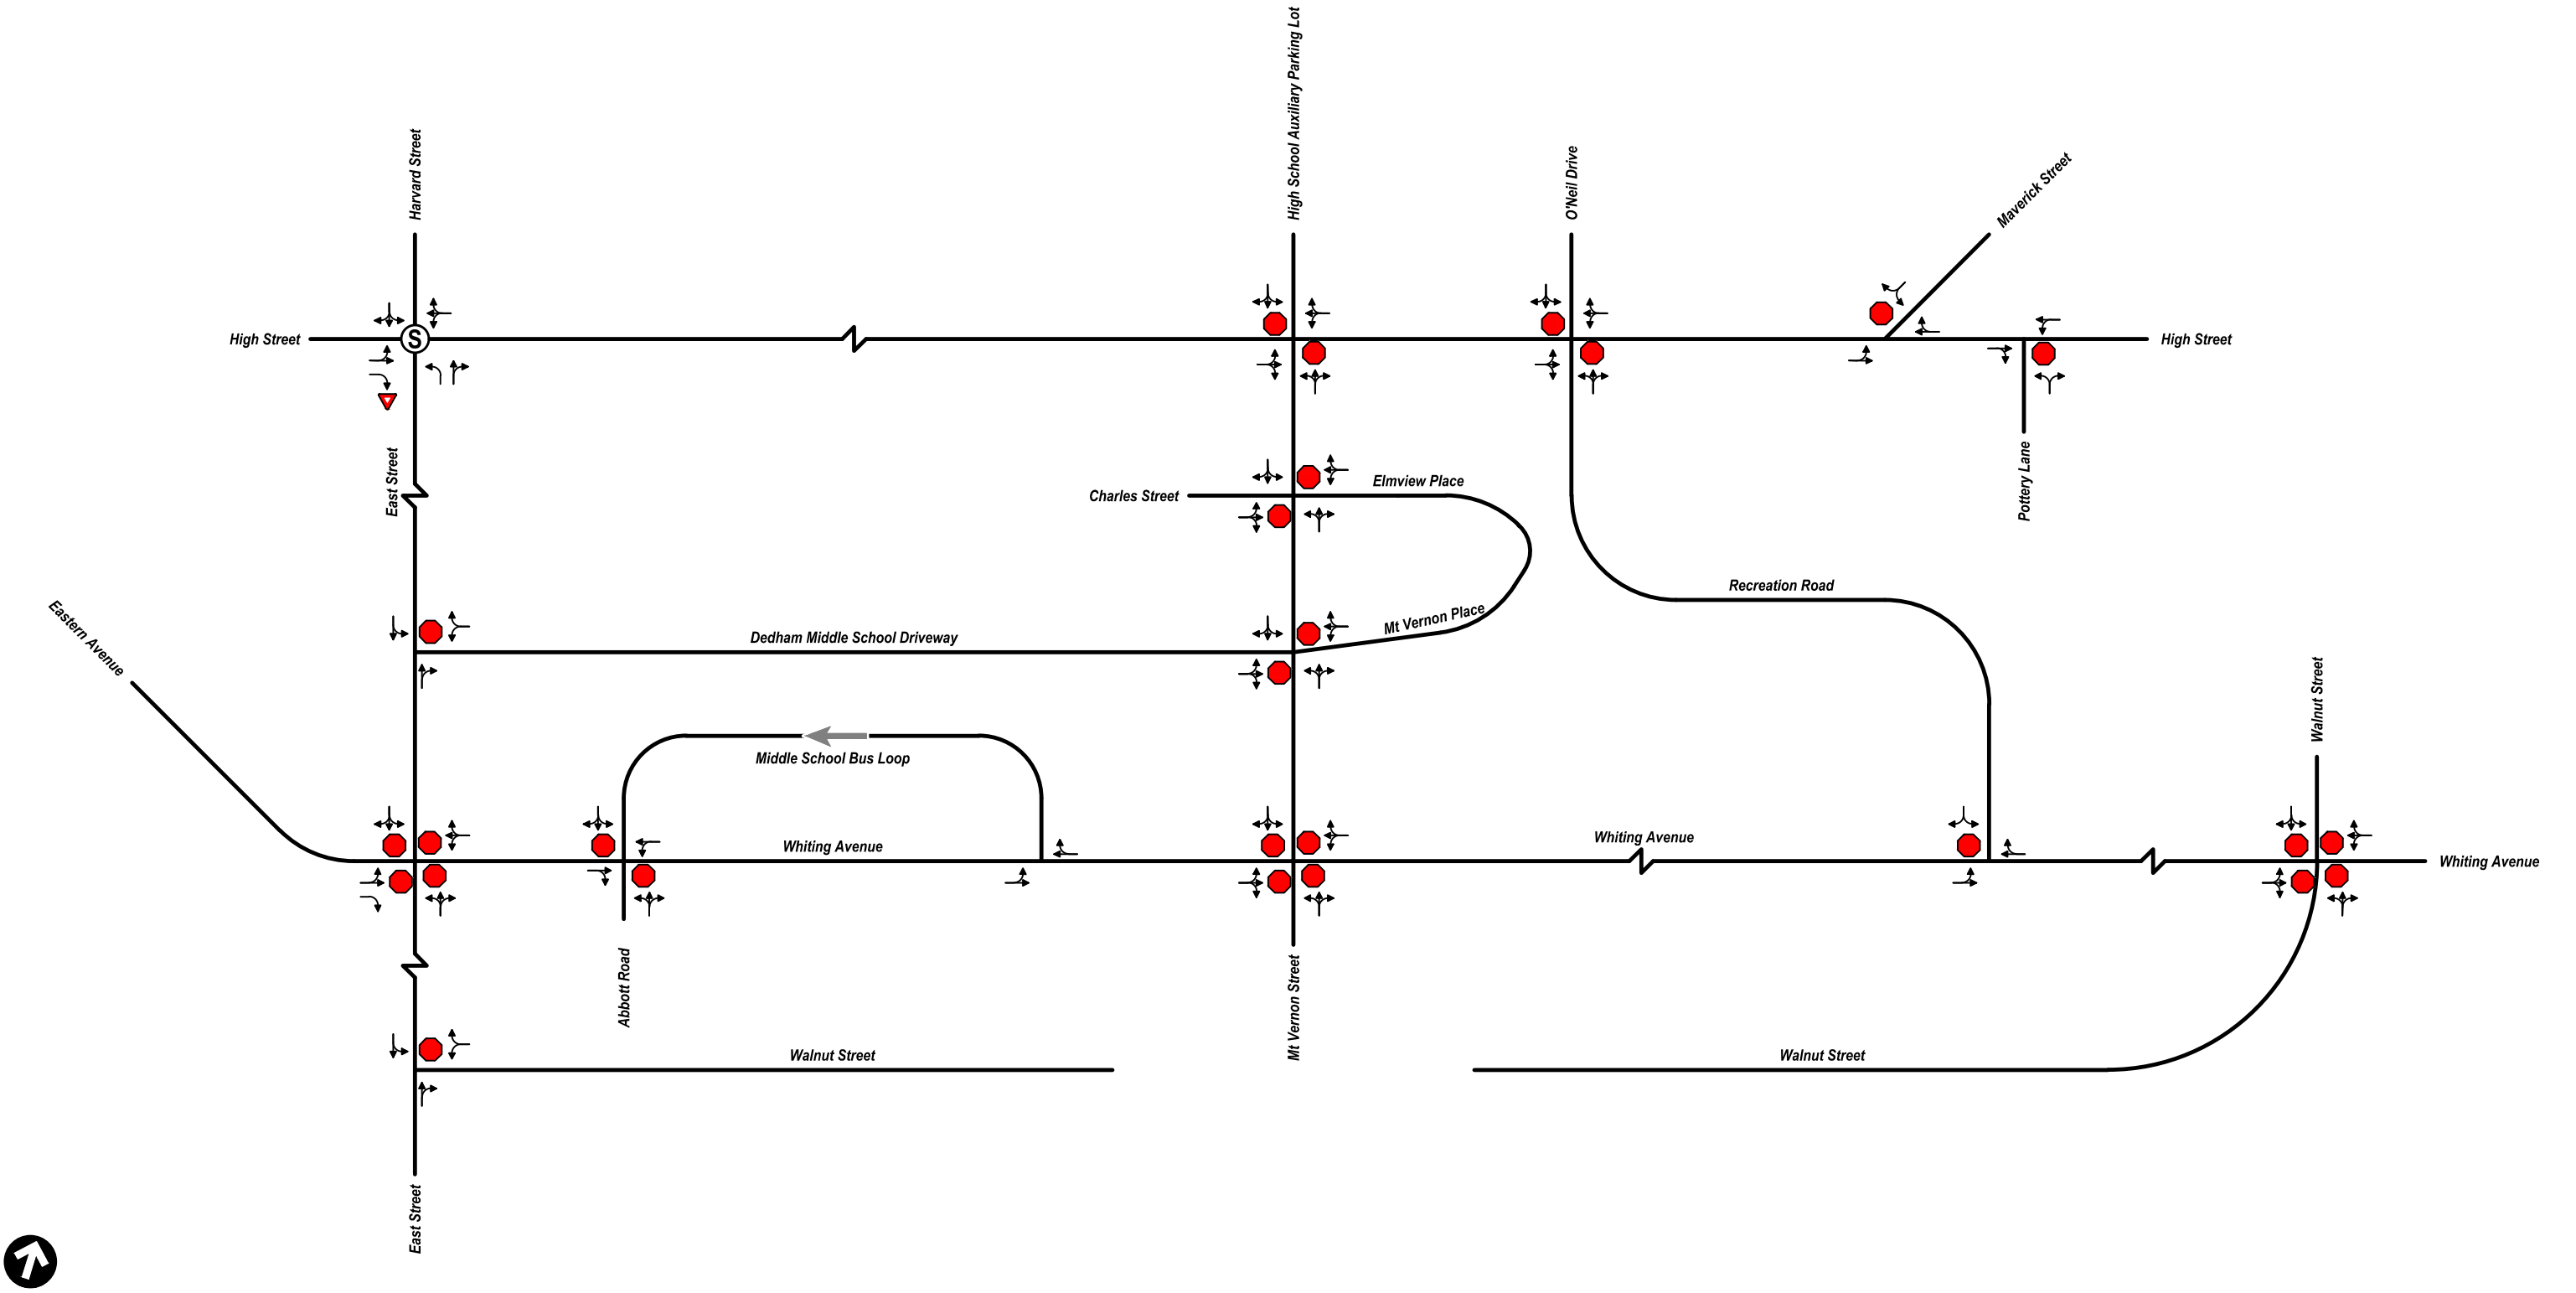 High School Auxiliary Parking Lot
Harvard Street
O'Neil Drive
Maverick Street
High Street
S
High Street
East Street
Charles Street
Elmview Place
Pottery Lane
Recreation Road
Eastern Avenue
Dedham Middle School Driveway
Mt Vernon Place
Walnut Street
Middle School Bus Loop
Whiting Avenue
Whiting Avenue
Whiting Avenue
Abbott Road
Mt Vernon Street
Walnut Street
Walnut Street
East Street